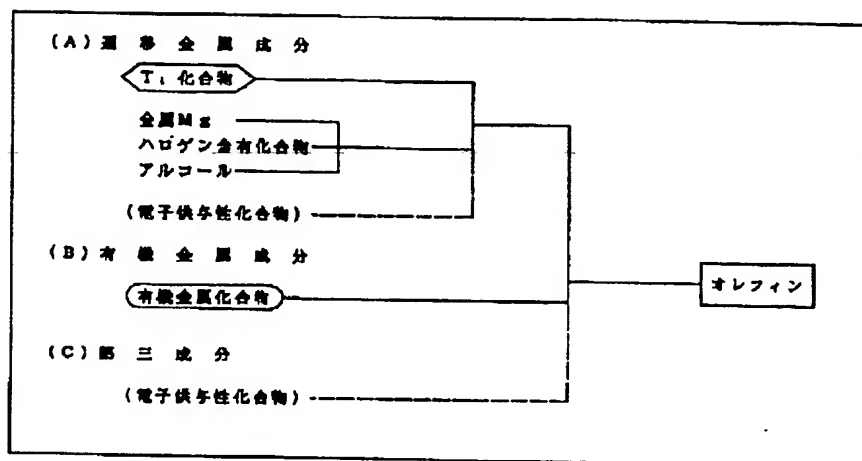 (A)遷移金属成分
Ti化合物
金属Mg
ハロゲン含有化合物
アルコール
(電子供与性化合物)
(B)有機金属成分
有機金属化合物
オレフィン
(C)第三成分
(電子供与性化合物)